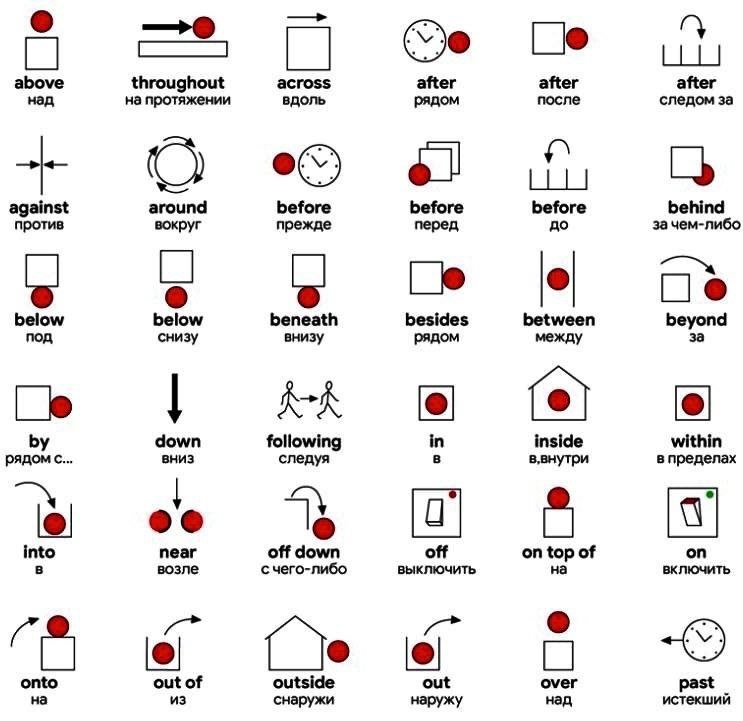 above throughout across after after after
над на протяжении вдоль рядом после следом за
against around before before before behind
против вокруг прежде перед до за чем-либо
below below beneath besides between beyond
под снизу внизу рядом между за
by down following in inside within
рядом с... вниз следуя в в,внутри в пределах
into near off down off on top of on
в возле с чего-либо выключить на включить
onto out of outside out over past
на из снаружи наружу над истекший